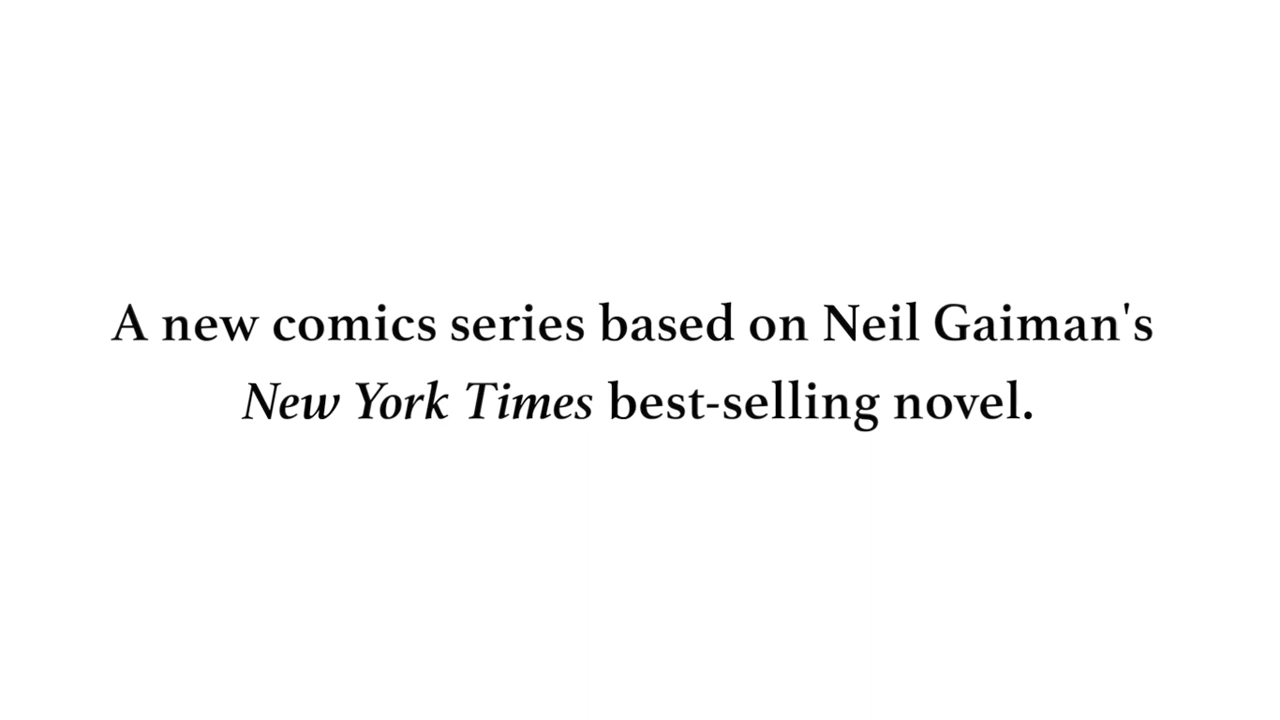 A new comics series based on Neil Gaiman's
New York Times best-selling novel.